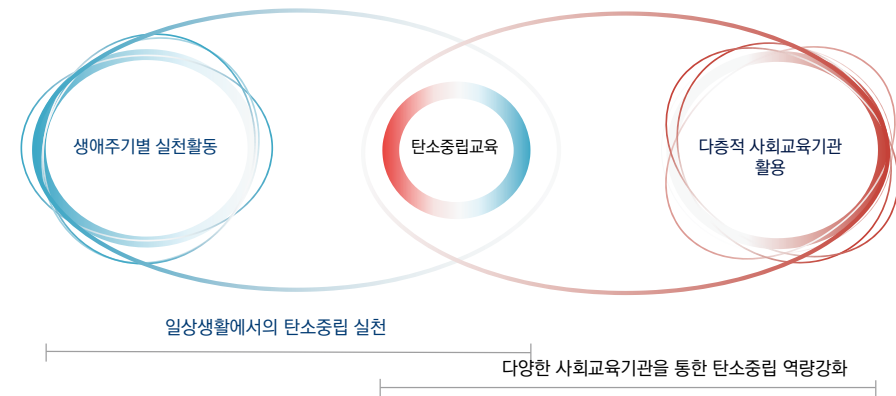 생애주기별 실천활동
탄소중립교육
다층적 사회교육기관
활용
일상생활에서의 탄소중립 실천
다양한 사회교육기관을 통한 탄소중립 역량강화